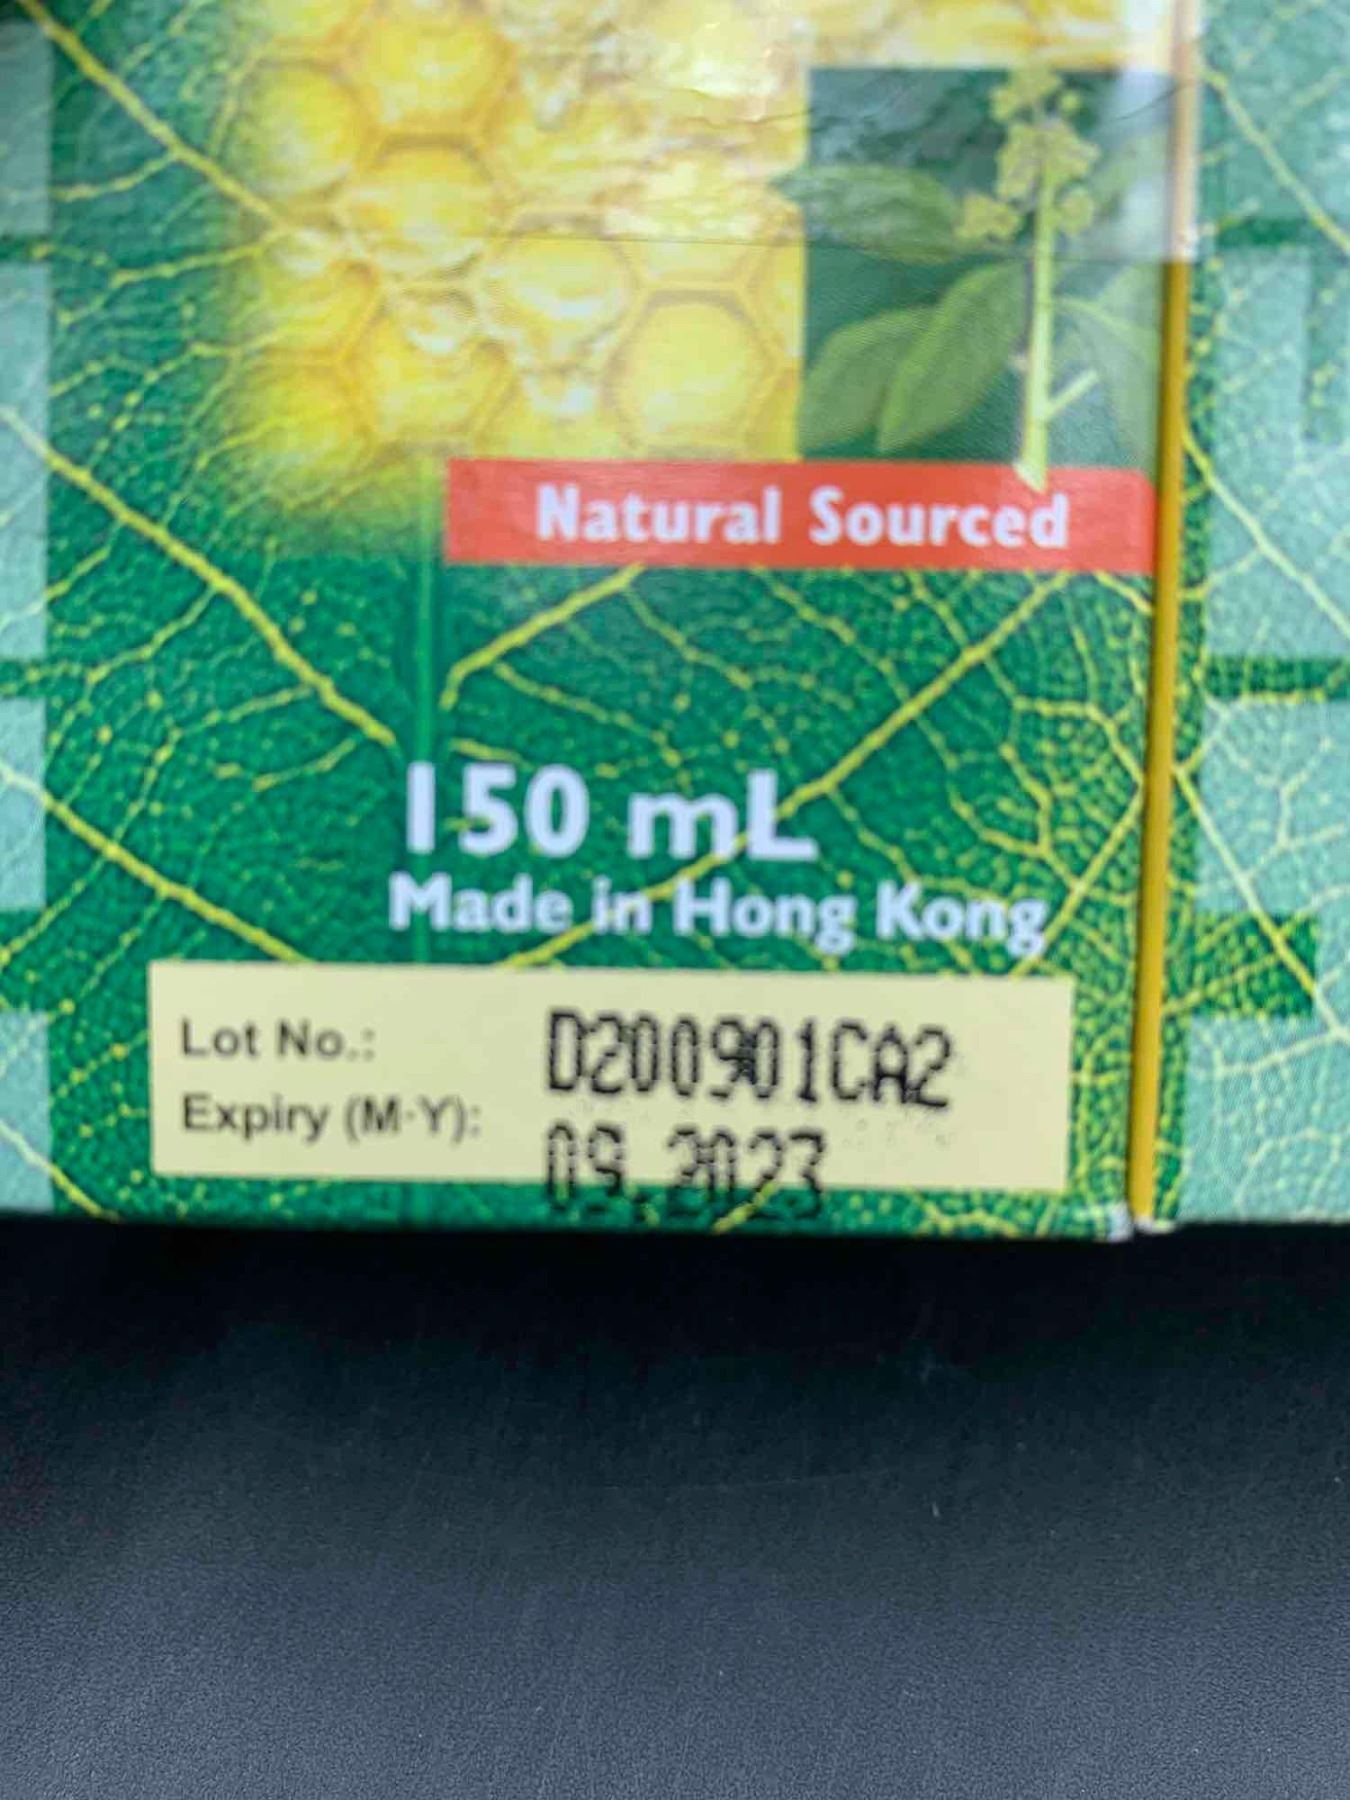 Natural Sourced
150 mL
Made in Hong Kong
Lot No.: D200901CA2
Expiry (M-Y): 09.2023